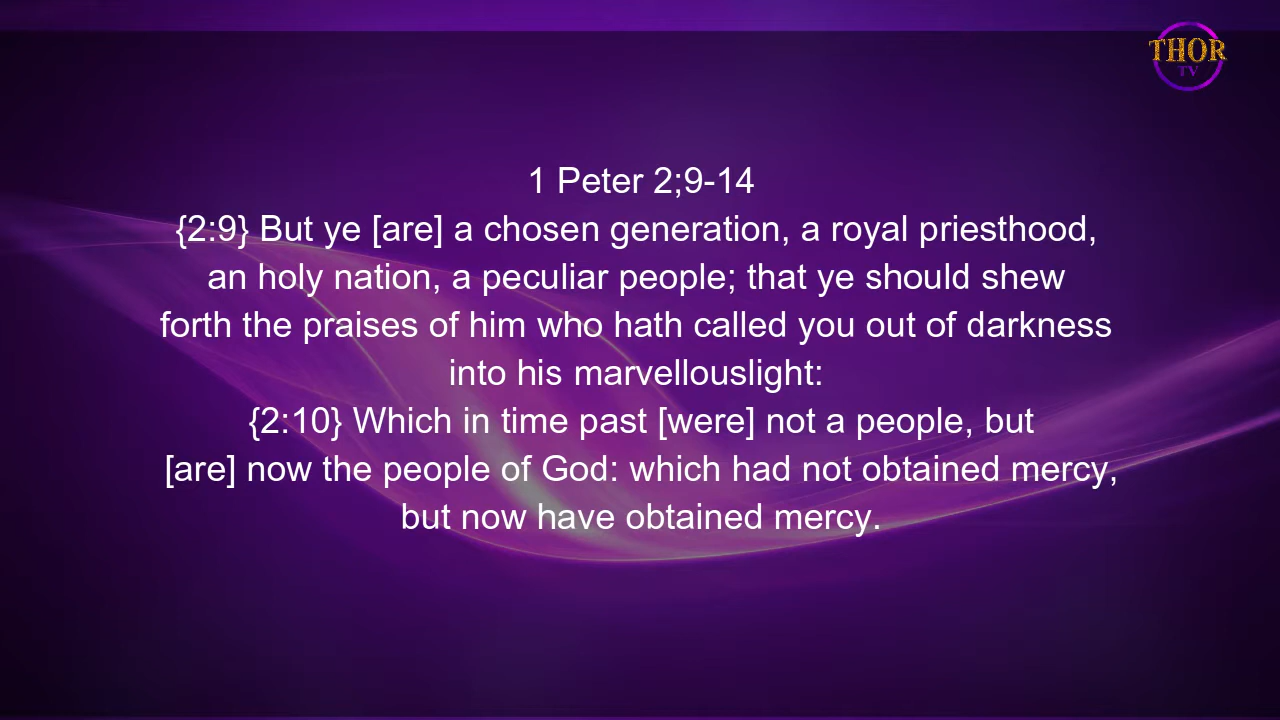 THOR
TV
1 Peter 2;9-14
{2:9} But ye [are] a chosen generation, a royal priesthood,
an holy nation, a peculiar people; that ye should shew
forth the praises of him who hath called you out of darkness
into his marvellouslight:
{2:10} Which in time past [were] not a people, but
[are] now the people of God: which had not obtained mercy,
but now have obtained mercy.